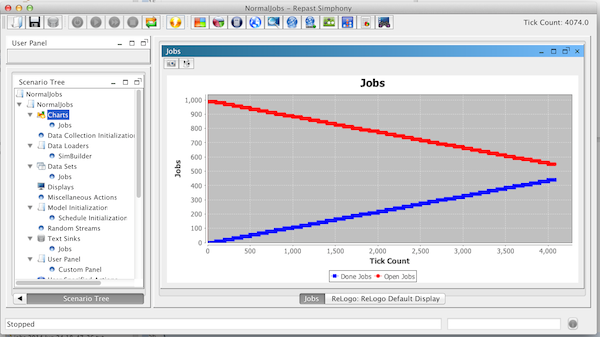 NormalJobs - Repast Simphony
Tick Count: 4074.0
User Panel
Scenario Tree
NormalJobs
NormalJobs
Charts
Jobs
Data Collection Initialization
Data Loaders
SimBuilder
Data Sets
Jobs
Displays
Miscellaneous Actions
Model Initialization
Schedule Initialization
Random Streams
Text Sinks
Jobs
User Panel
Custom Panel
User Specified Actions
Scenario Tree
Jobs
Jobs
Jobs
1,000
900
800
700
600
500
400
300
200
100
0
0
500
1,000
1,500
2,000
2,500
3,000
3,500
4,000
Tick Count
Done Jobs
Open Jobs
Jobs
ReLogo: ReLogo Default Display
Stopped